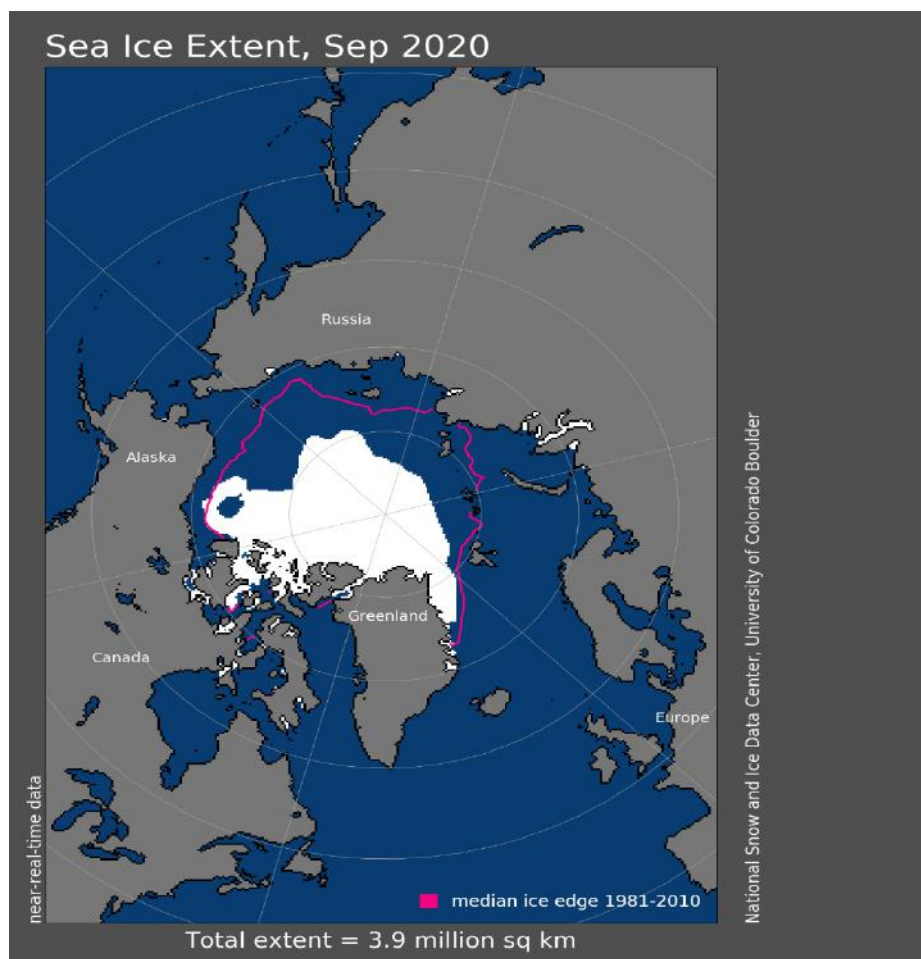 Sea Ice Extent, Sep 2020
Russia
Alaska
Greenland
Canada
Europe
near-real-time data
National Snow and Ice Data Center, University of Colorado Boulder
median ice edge 1981-2010
Total extent = 3.9 million sq km